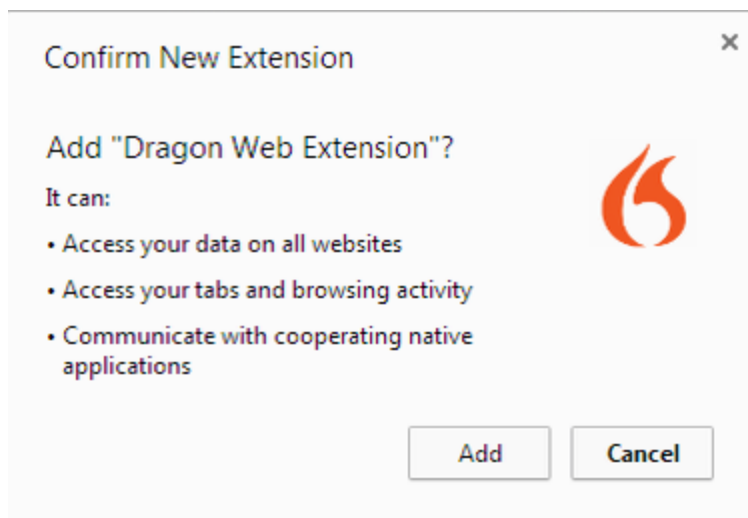 Confirm New Extension
Add "Dragon Web Extension"?
It can:
• Access your data on all websites
• Access your tabs and browsing activity
• Communicate with cooperating native
applications
Add
Cancel